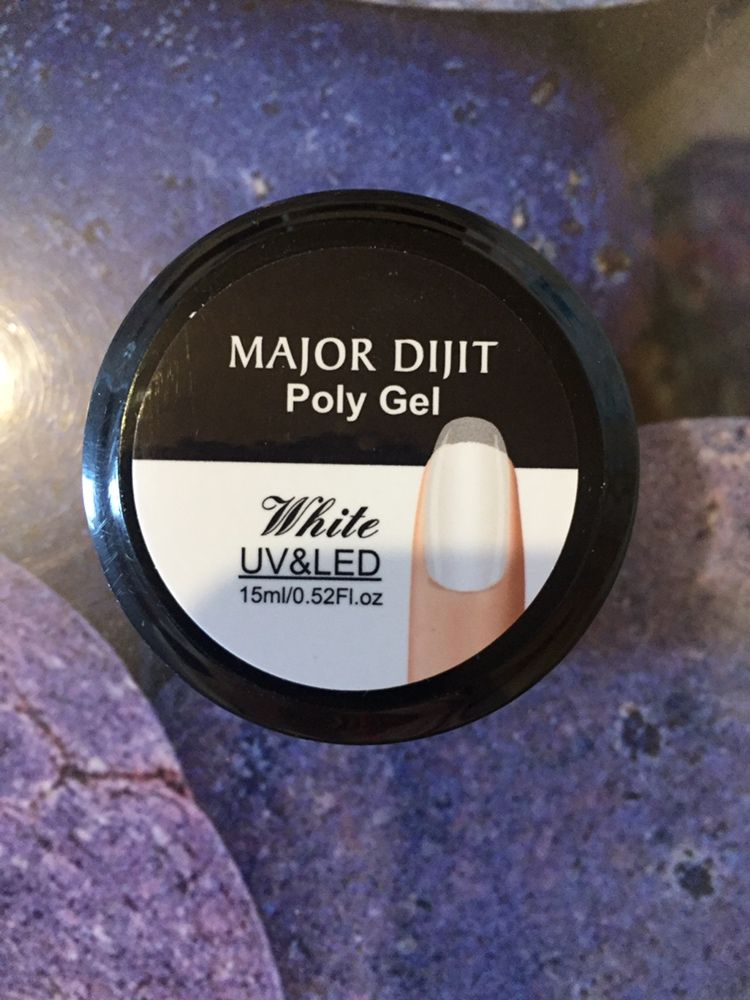 MAJOR DIJIT
Poly Gel
White
UV&LED
15ml/0.52Fl.oz